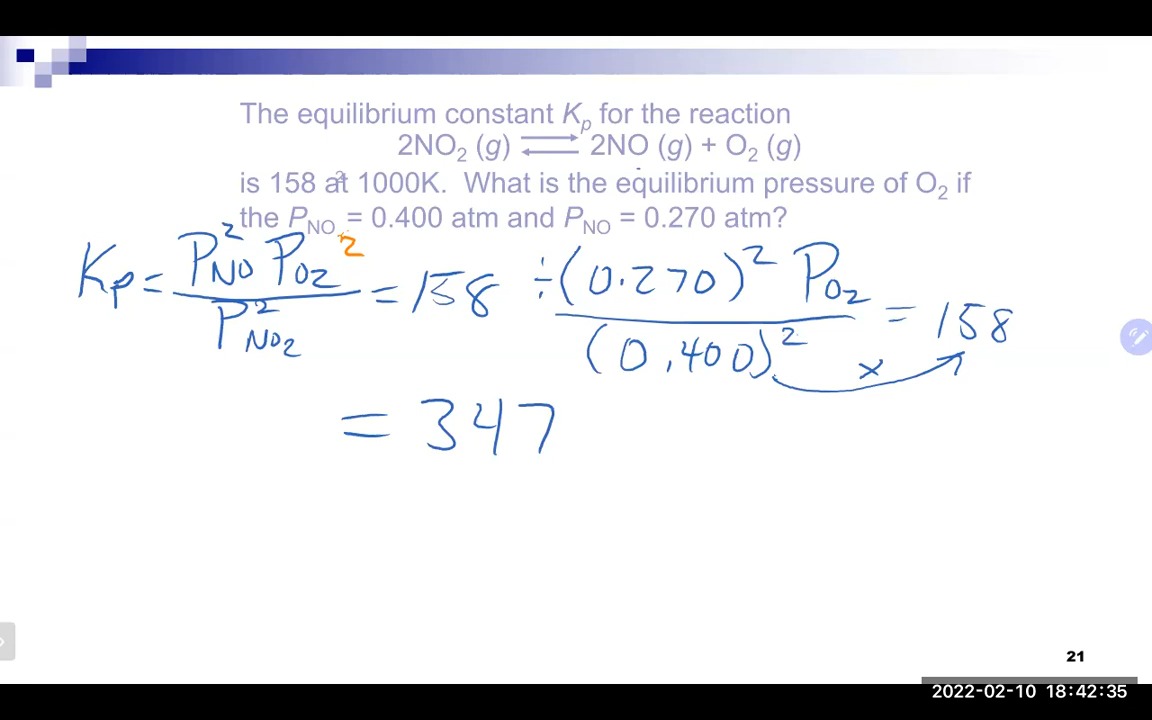 The equilibrium constant Kp for the reaction
2NO2 (g) ⇌ 2NO (g) + O2 (g)
is 158 at 1000K. What is the equilibrium pressure of O2 if
the PNO = 0.400 atm and PNO = 0.270 atm?
2
Kp = P²NO PO2 / P²NO2 = 158
÷(0.270)² PO2 / (0.400)² = 158
x
= 347
21
2022-02-10 18:42:35